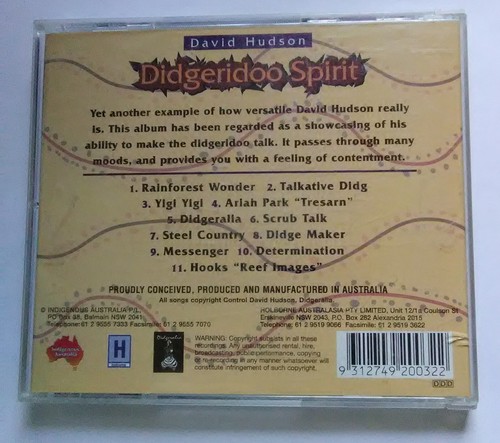 David Hudson
Didgeridoo Spirit
Yet another example of how versatile David Hudson really
is. This album has been regarded as a showcasing of his
ability to make the didgeridoo talk. It passes through many
moods, and provides you with a feeling of contentment.
1. Rainforest Wonder 2. Talkative Didg
3. Yigi Yigi 4. Ariah Park "Tresarn"
5. Didgeralia 6. Scrub Talk
7. Steel Country 8. Didge Maker
9. Messenger 10. Determination
11. Hooks "Reef Images"
PROUDLY CONCEIVED, PRODUCED AND MANUFACTURED IN AUSTRALIA
All songs copyright Control David Hudson, Didgeralia.
© INDIGENOUS AUSTRALIA P/L,
PO Box 88, Balmain NSW 2041,
Telephone: 61 2 9555 7333 Facsimile: 61 2 9555 7070
HOLBORNE AUSTRALASIA PTY LIMITED, Unit 12/18 Coulson St
Erskineville NSW 2043, P.O. Box 282 Alexandria 2015
Telephone: 61 2 9519 9066 Facsimile: 61 2 9519 3622
H
Didgeralia
WARNING: Copyright subsists in all these
recordings. Any unauthorised rental, hire,
broadcasting, public performance, copying
or re-recording in any manner whatsoever will
constitute infringement of such copyright.
9 312749 200322
DDD